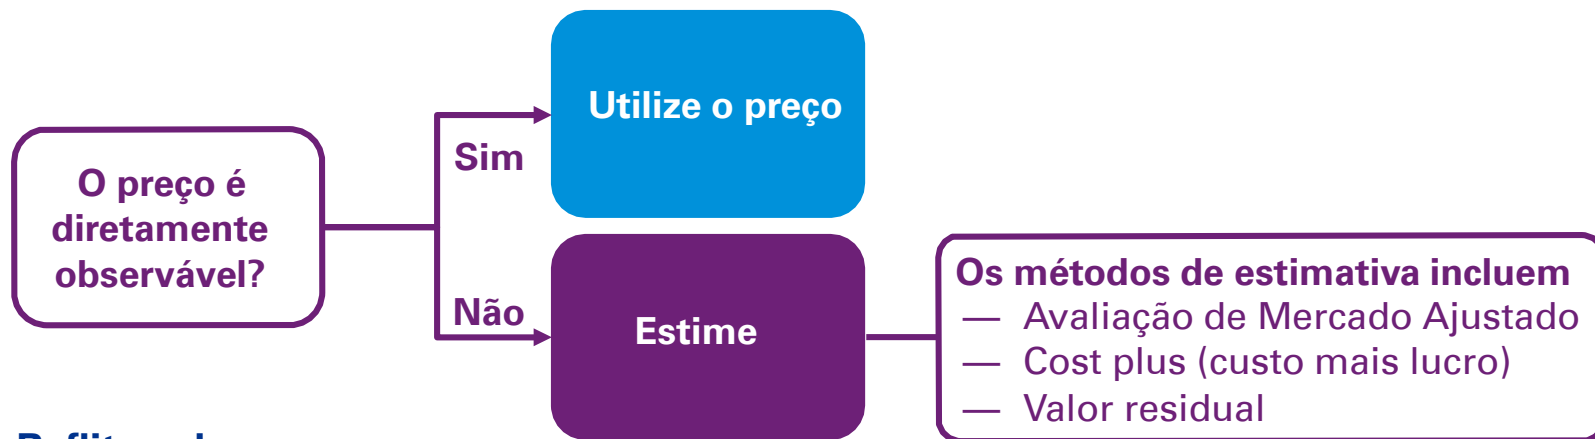 O preço é
diretamente
observável?
Sim
Utilize o preço
Não
Estime
Os métodos de estimativa incluem
— Avaliação de Mercado Ajustado
— Cost plus (custo mais lucro)
— Valor residual